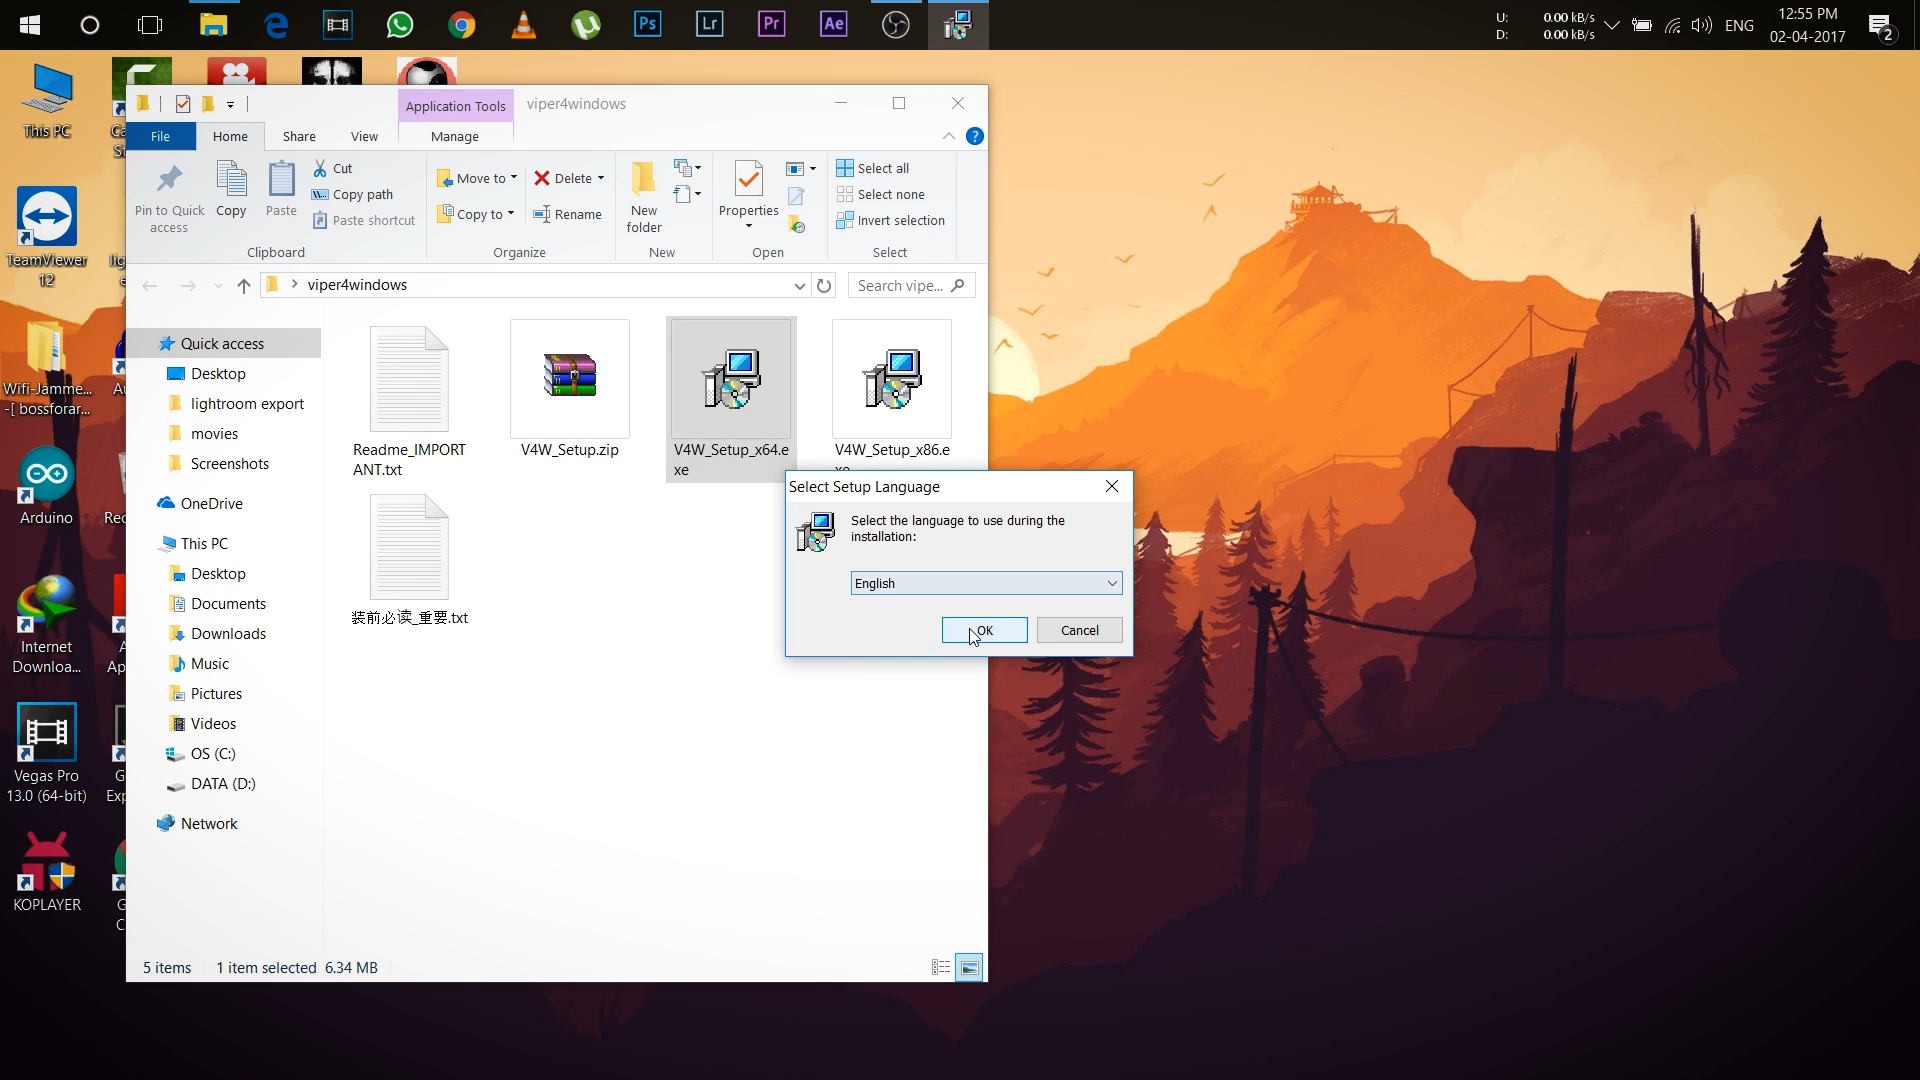 Ps
Lr
Pr
Ae
U: 0.00 kB/s
D: 0.00 kB/s
ENG
12:55 PM
02-04-2017
2
This PC
TeamViewer
12
Wifi-Jamme...
-[ bossforar...
Arduino
Internet
Downloa...
Vegas Pro
13.0 (64-bit)
KOPLAYER
Application Tools
viper4windows
File
Home
Share
View
Manage
Pin to Quick
access
Copy
Paste
Cut
Copy path
Paste shortcut
Clipboard
Move to
Copy to
Delete
Rename
Organize
New
folder
New
Properties
Open
Select all
Select none
Invert selection
Select
viper4windows
Search vipe...
Quick access
Desktop
lightroom export
movies
Screenshots
OneDrive
This PC
Desktop
Documents
Downloads
Music
Pictures
Videos
OS (C:)
DATA (D:)
Network
Readme_IMPORT
ANT.txt
V4W_Setup.zip
V4W_Setup_x64.e
xe
V4W_Setup_x86.e
装前必读_重要.txt
Select Setup Language
Select the language to use during the
installation:
English
OK
Cancel
5 items
1 item selected 6.34 MB